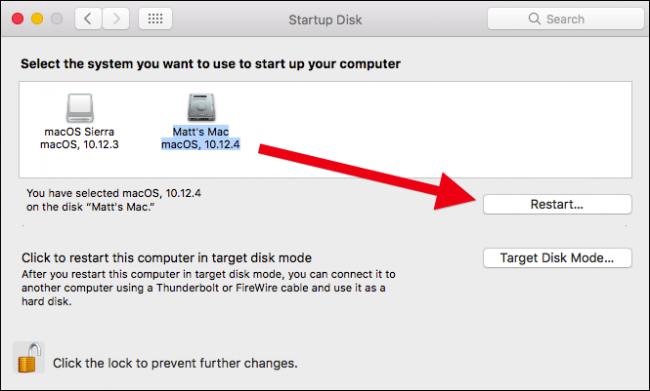 Startup Disk
Search
Select the system you want to use to start up your computer
macOS Sierra
macOS, 10.12.3
Matt's Mac
macOS, 10.12.4
You have selected macOS, 10.12.4
on the disk “Matt's Mac.”
Restart...
Click to restart this computer in target disk mode
After you restart this computer in target disk mode, you can connect it to
another computer using a Thunderbolt or FireWire cable and use it as a
hard disk.
Target Disk Mode...
Click the lock to prevent further changes.